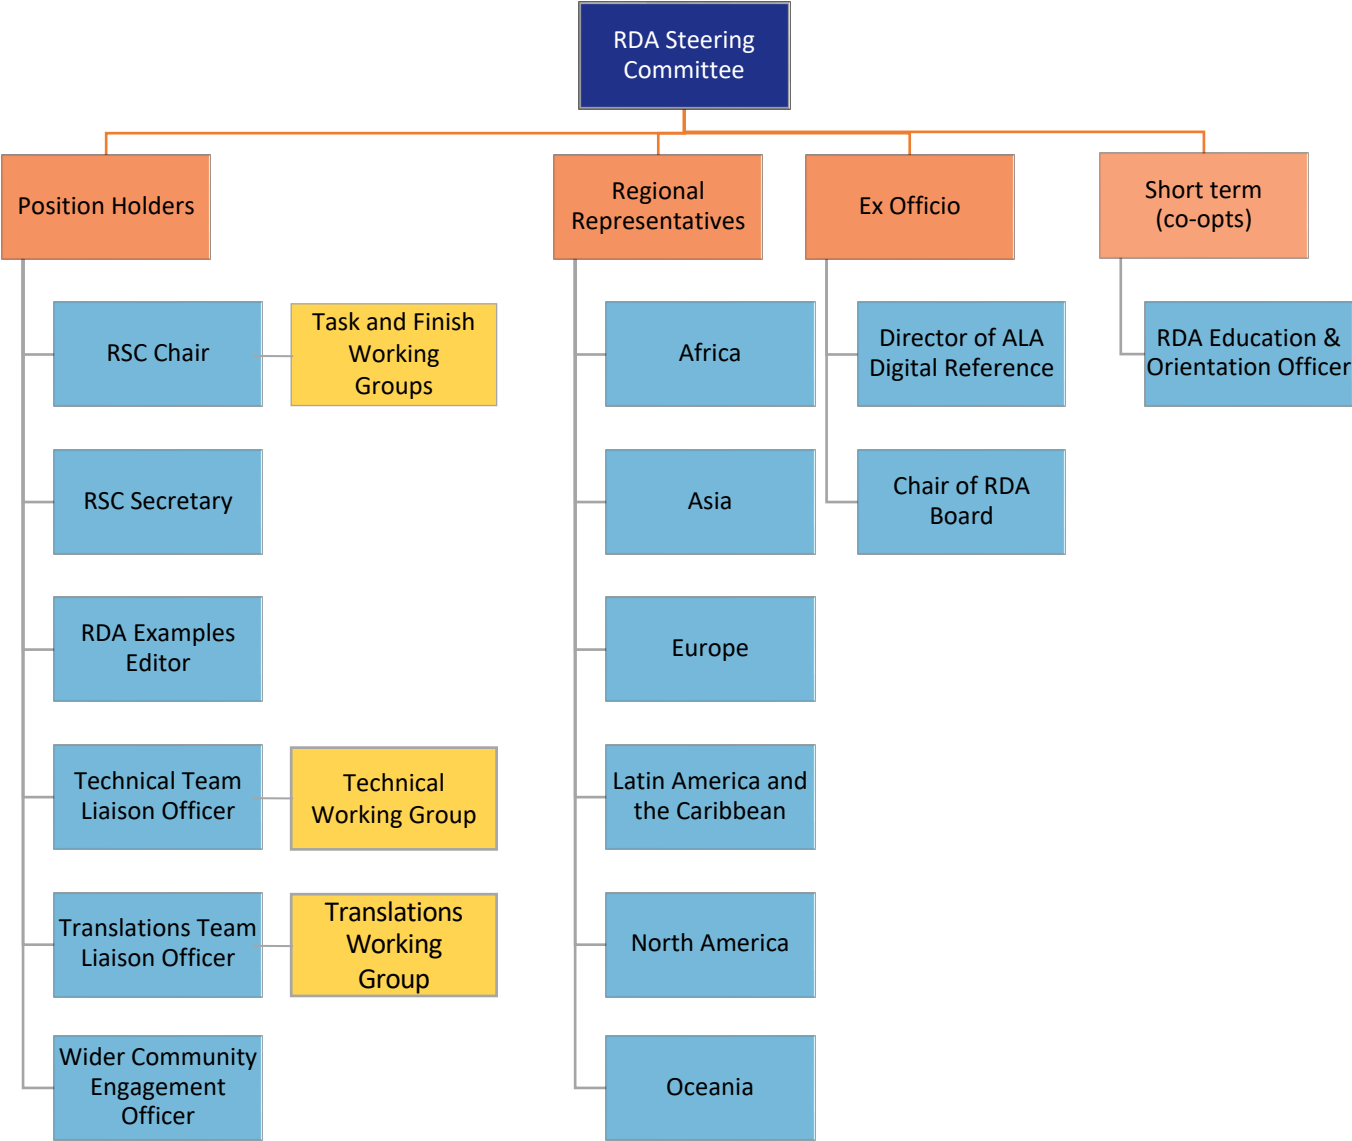 RDA Steering
Committee
Position Holders
Regional
Representatives
Ex Officio
Short term
(co-opts)
RSC Chair
Task and Finish
Working
Groups
Africa
Director of ALA
Digital Reference
RDA Education &
Orientation Officer
RSC Secretary
Asia
Chair of RDA
Board
RDA Examples
Editor
Europe
Technical Team
Liaison Officer
Technical
Working Group
Latin America and
the Caribbean
Translations Team
Liaison Officer
Translations
Working
Group
North America
Wider Community
Engagement
Officer
Oceania